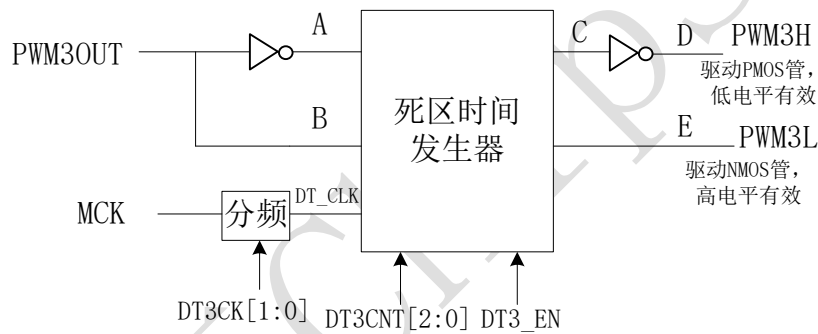 A
C
D
PWM3H
PWM3OUT
驱动PMOS管，
低电平有效
死区时间
发生器
B
E
PWM3L
驱动NMOS管，
高电平有效
MCK
分频
DT_CLK
DT3CK[1:0]
DT3CNT[2:0]
DT3_EN